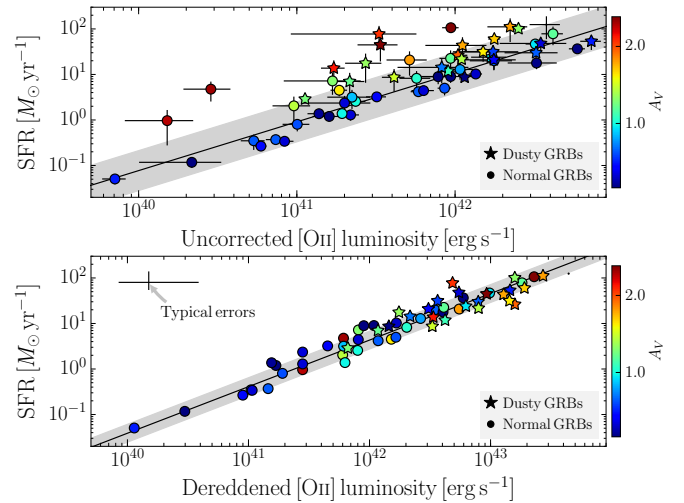 10² 
10¹
10⁰
10⁻¹
SFR [M⊙ yr⁻¹]
2.0
1.0
A_V
Dusty GRBs
Normal GRBs
10⁴⁰ 10⁴¹ 10⁴²
Uncorrected [OII] luminosity [erg s⁻¹]
10²
10¹
10⁰
10⁻¹
SFR [M⊙ yr⁻¹]
Typical errors
2.0
1.0
A_V
Dusty GRBs
Normal GRBs
10⁴⁰ 10⁴¹ 10⁴² 10⁴³
Dereddened [OII] luminosity [erg s⁻¹]